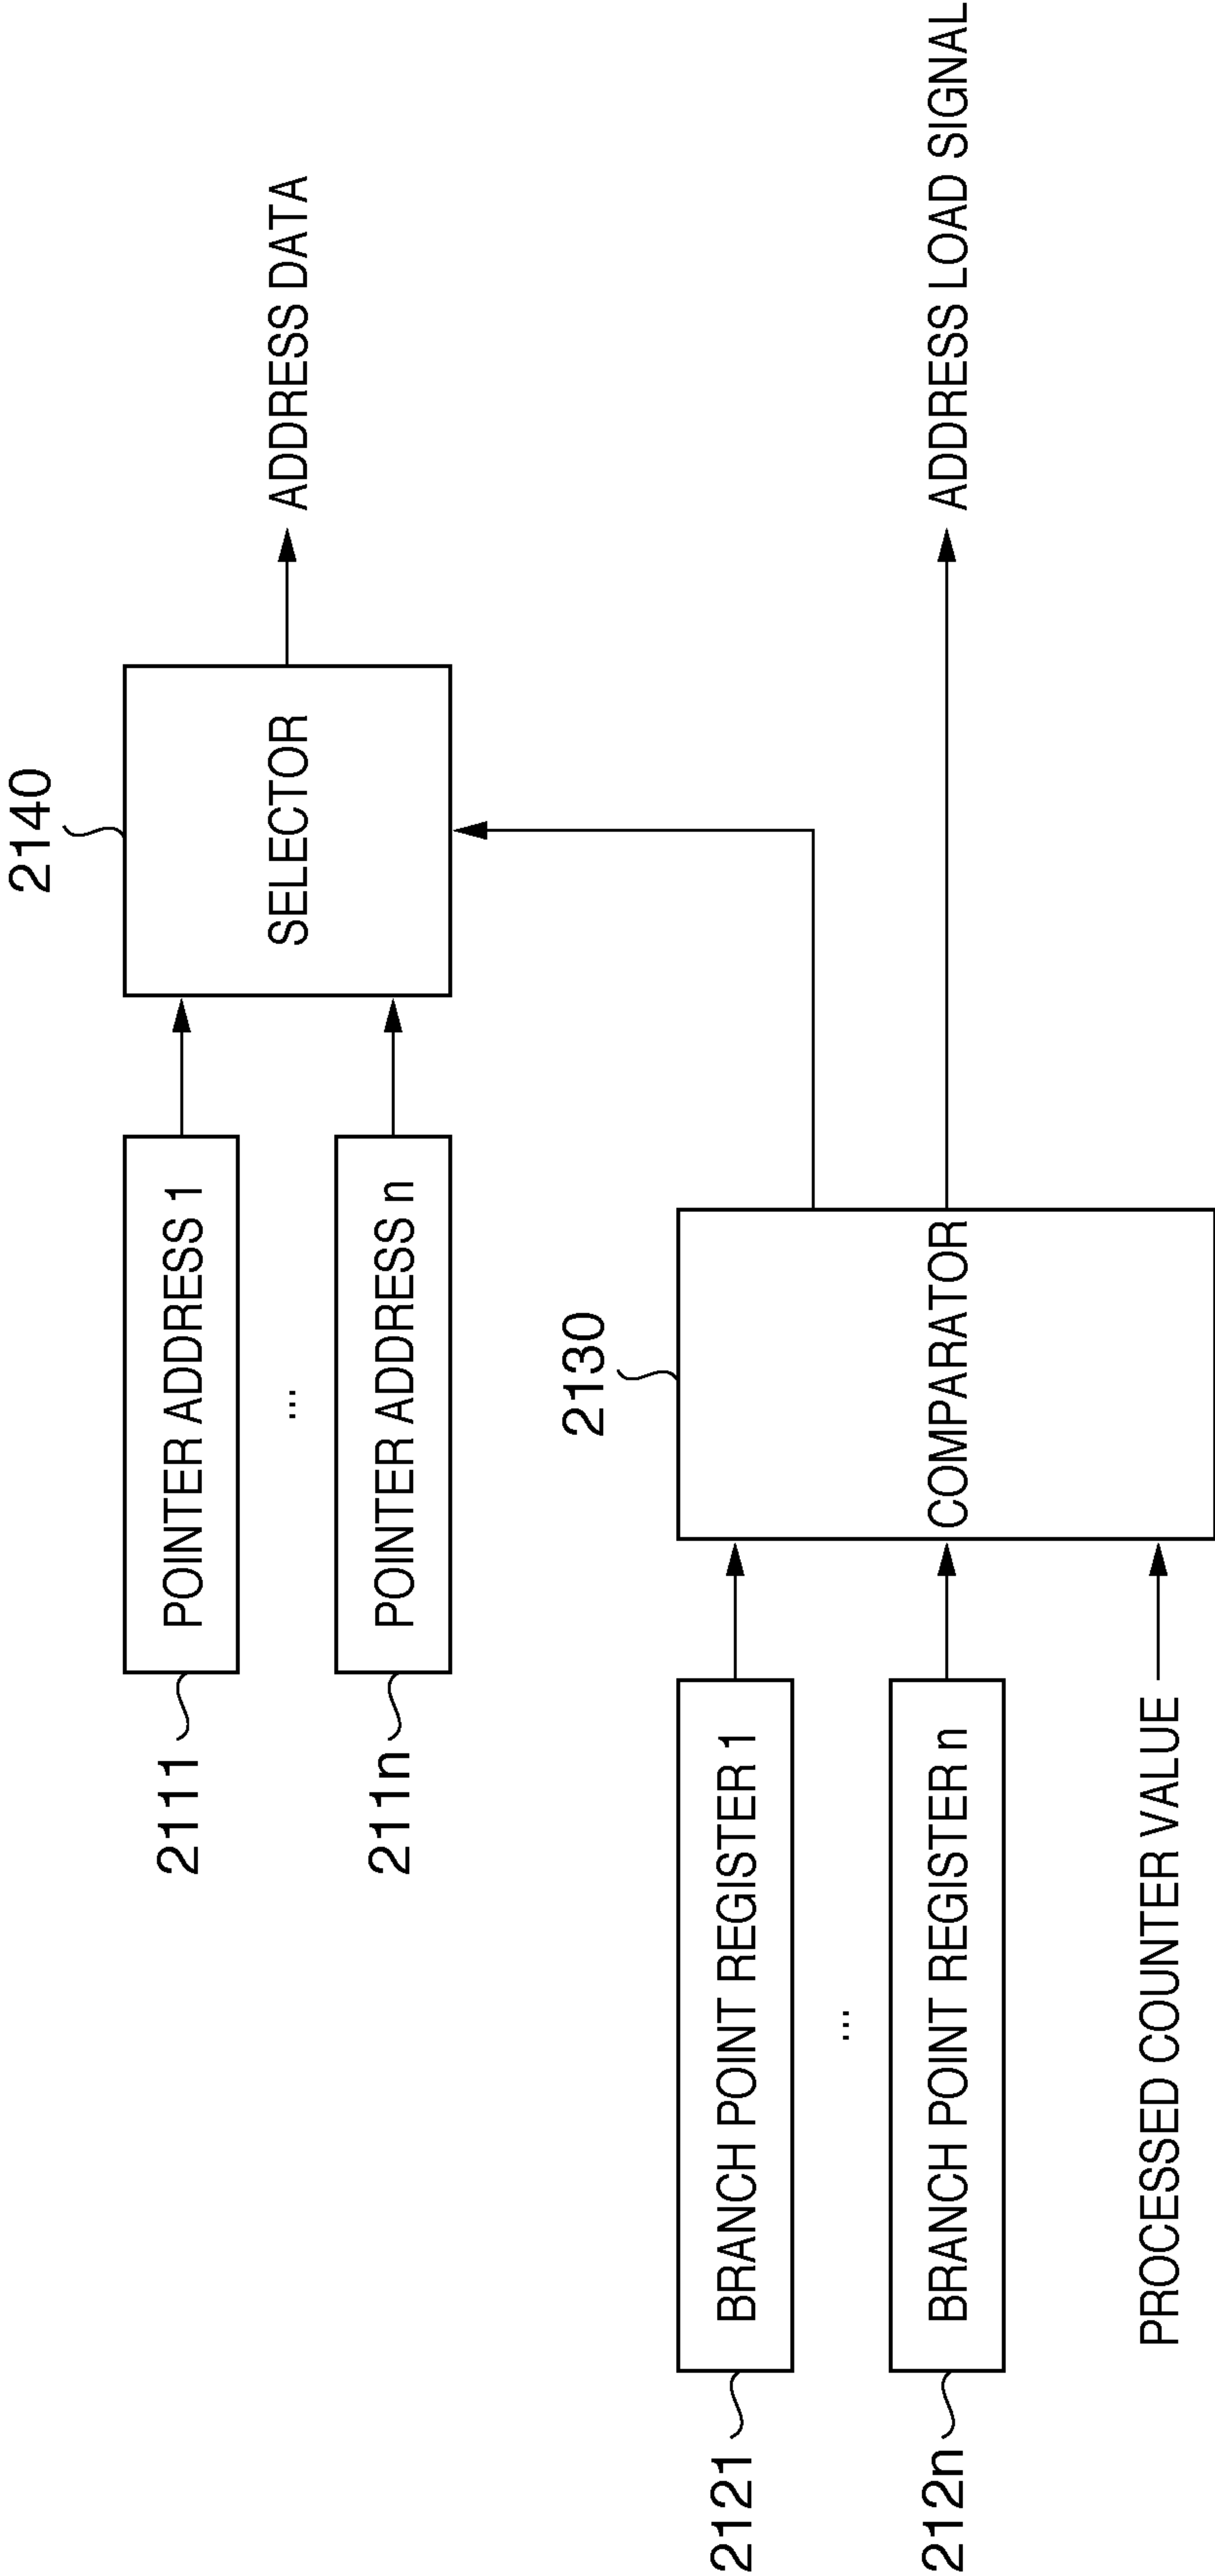 2140
2111
POINTER ADDRESS 1
SELECTOR
ADDRESS DATA
...
211n
POINTER ADDRESS n
2130
2121
BRANCH POINT REGISTER 1
...
212n
BRANCH POINT REGISTER n
COMPARATOR
ADDRESS LOAD SIGNAL
PROCESSED COUNTER VALUE